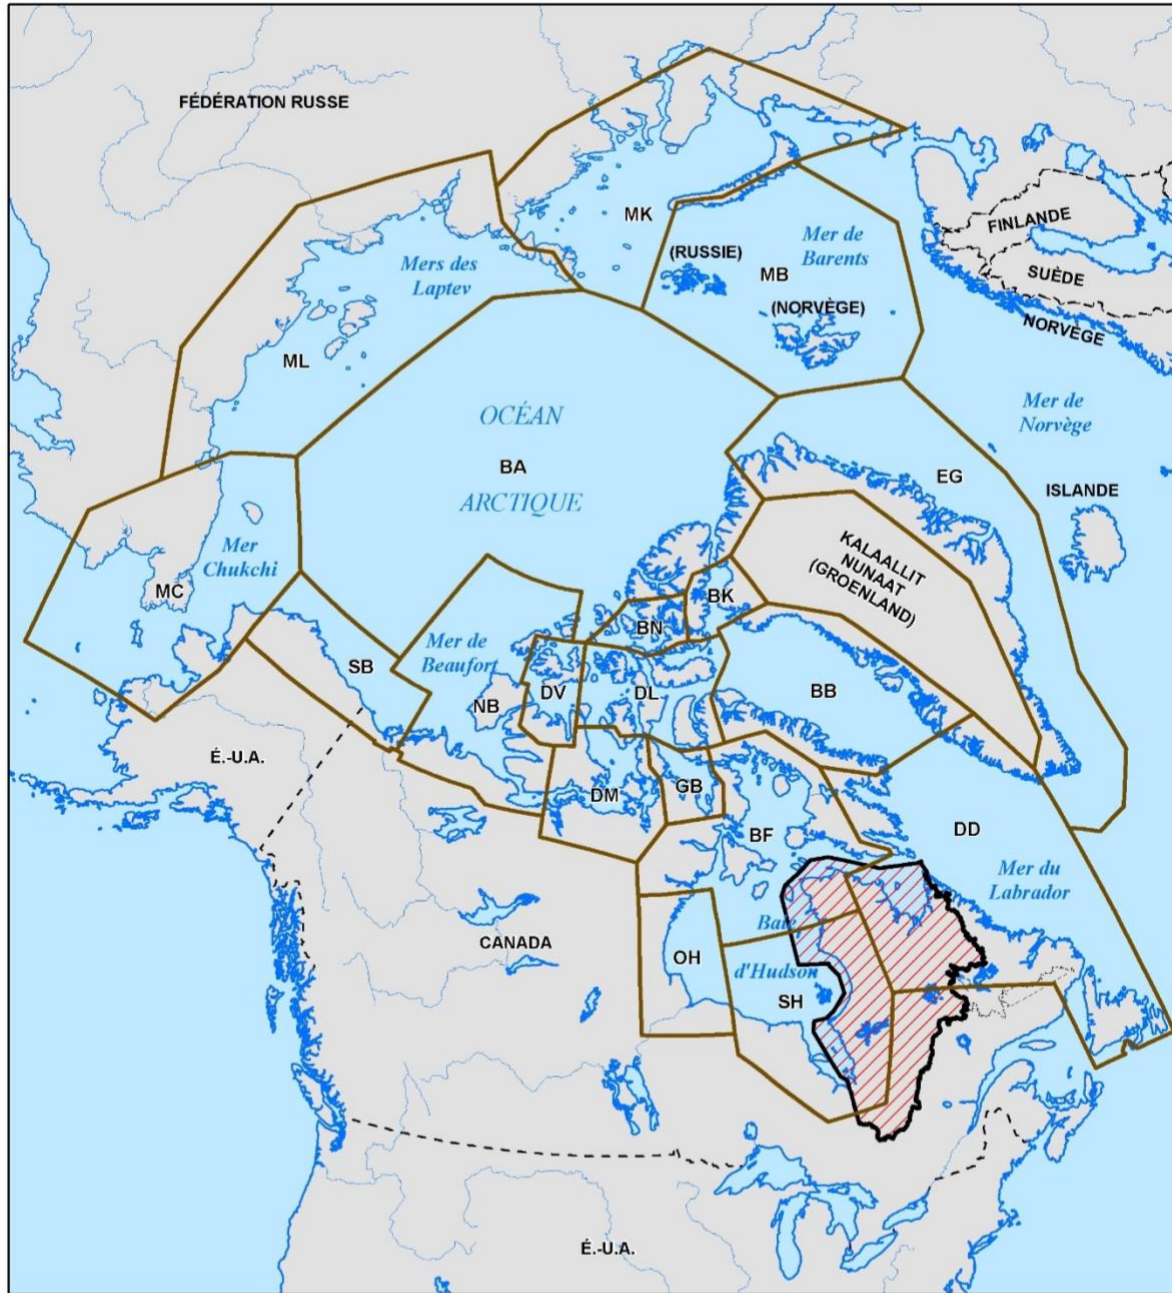 FÉDÉRATION RUSSE
FINLANDE
SUÈDE
NORVÈGE
MK
(RUSSIE)
Mer de
Barents
MB
(NORVÈGE)
Mers des
Laptev
ML
Mer de
Norvège
OCÉAN
BA
ARCTIQUE
EG
ISLANDE
Mer
Chukchi
MC
KALAALLIT
NUNAAT
(GROENLAND)
BK
BN
Mer de
Beaufort
SB
NB
DV
DL
BB
É.-U.A.
DM
GB
BF
DD
Mer du
Labrador
CANADA
OH
Baie
d'Hudson
SH
É.-U.A.